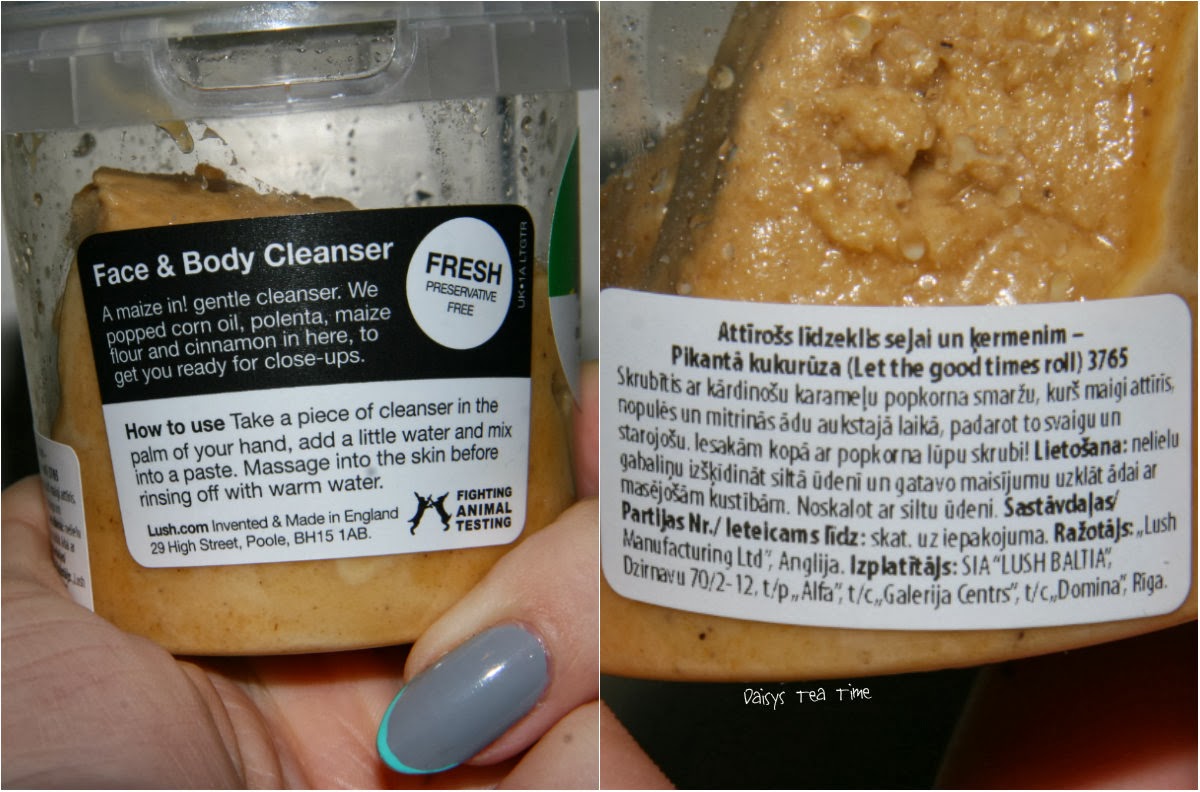 Face & Body Cleanser
A maize in! gentle cleanser. We
popped corn oil, polenta, maize
flour and cinnamon in here, to
get you ready for close-ups.
FRESH
PRESERVATIVE
FREE
UK•1A LTGTR
How to use Take a piece of cleanser in the
palm of your hand, add a little water and mix
into a paste. Massage into the skin before
rinsing off with warm water.
Lush.com Invented & Made in England
29 High Street, Poole, BH15 1AB.
FIGHTING
ANIMAL
TESTING
Attīrošs līdzeklis sejai un ķermenim –
Pikantā kukurūza (Let the good times roll) 3765
Skrubītis ar kārdinošu karameļu popkorna smaržu, kurš maigi attīrīs,
nopulēs un mitrinās ādu aukstajā laikā, padarot to svaigu un
starojošu. Iesakām kopā ar popkorna lūpu skrubi! Lietošana: nelielu
gabaliņu izšķīdināt siltā ūdenī un gatavo maisījumu uzklāt ādai ar
masējošām kustībām. Noskalot ar siltu ūdeni. Sastāvdaļas/
Partijas Nr./ Ieteicams līdz: skat. uz iepakojuma. Ražotājs: „Lush
Manufacturing Ltd”, Anglija. Izplatītājs: SIA “LUSH BALTIA”,
Dzirnavu 70/2-12, t/p „Alfa”, t/c „Galerija Centrs”, t/c „Domina”, Rīga.
Daisys Tea Time